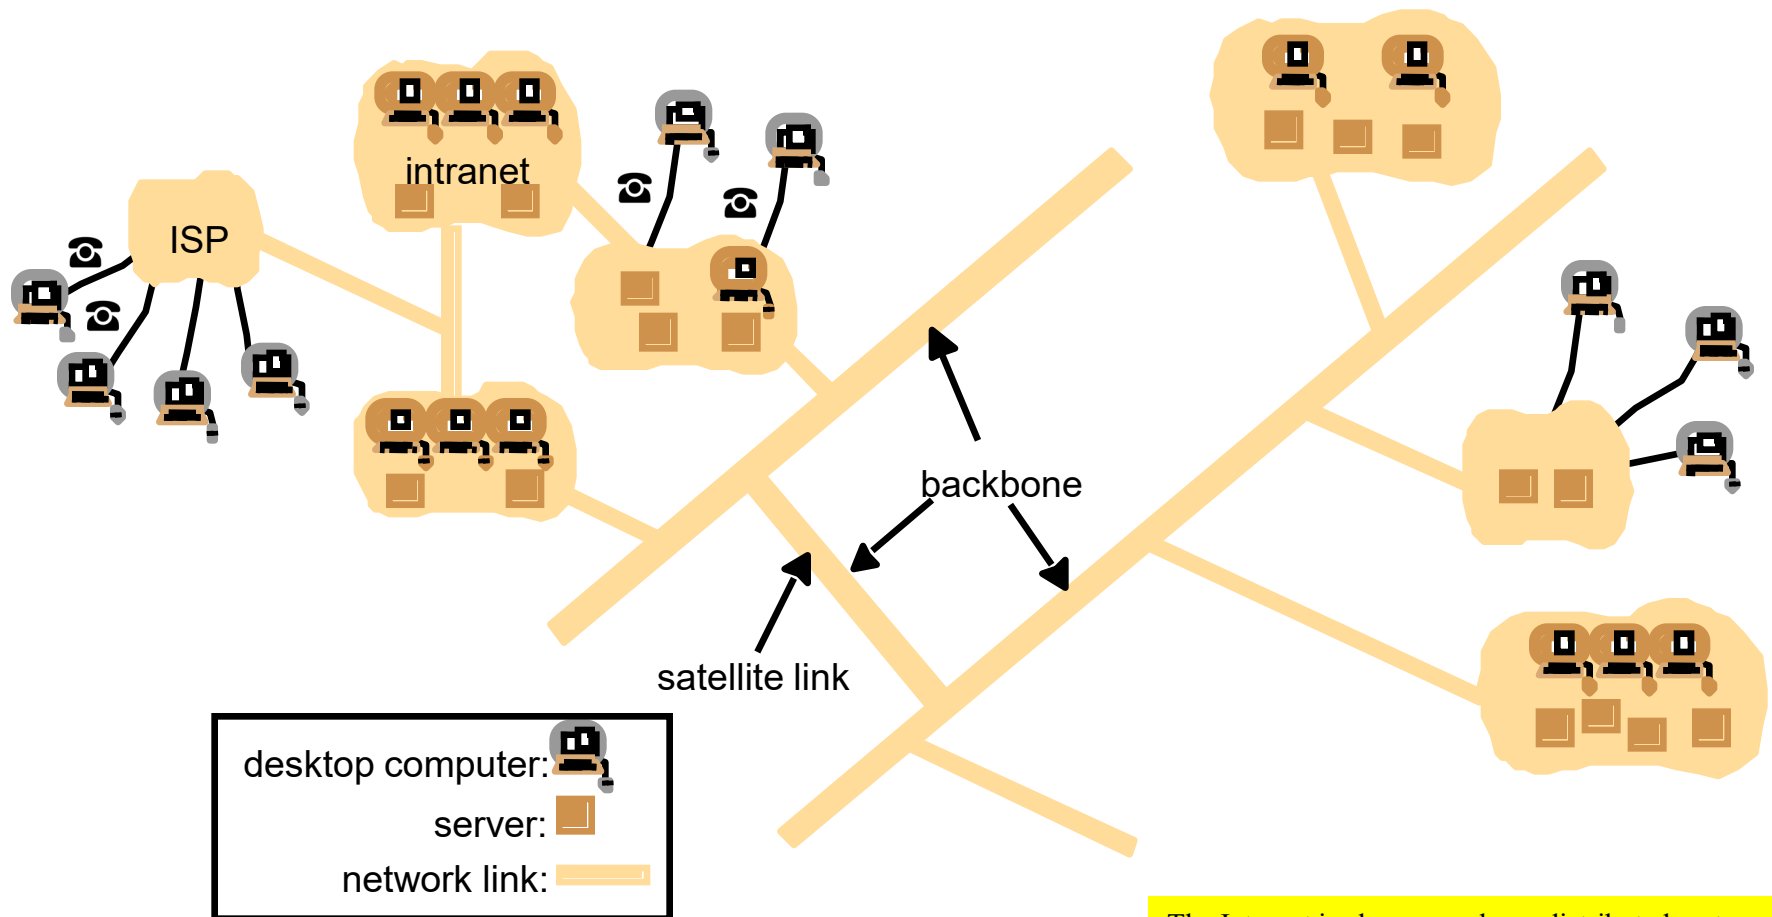 intranet
ISP
backbone
satellite link
desktop computer:
server:
network link: